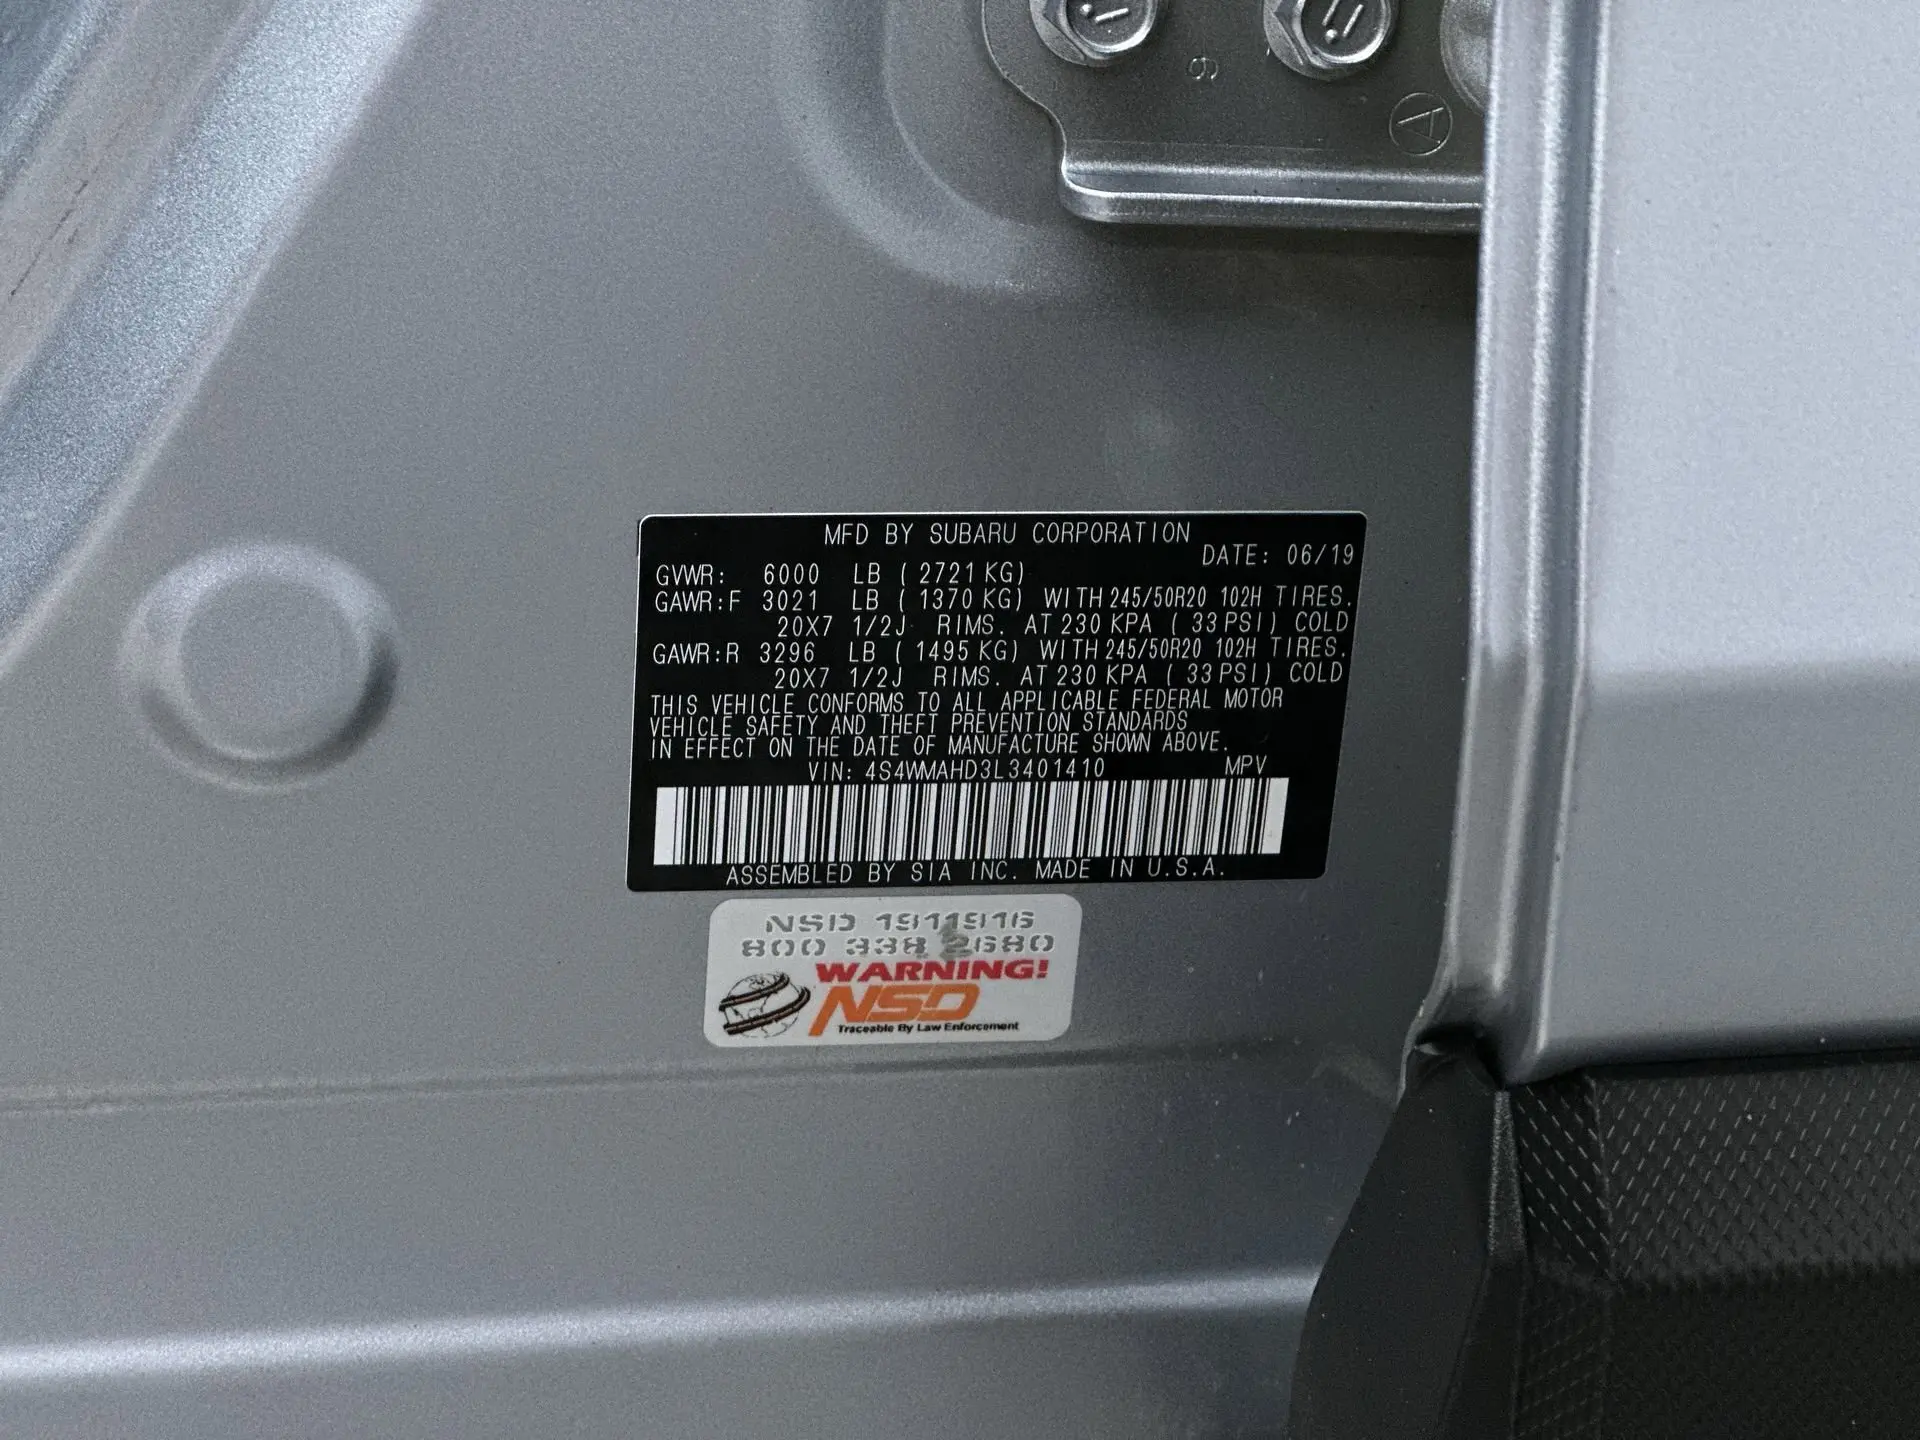 9
A
MFD BY SUBARU CORPORATION
DATE: 06/19
GVWR: 6000 LB ( 2721 KG)
GAWR:F 3021 LB ( 1370 KG) WITH 245/50R20 102H TIRES.
20X7 1/2J RIMS. AT 230 KPA ( 33 PSI) COLD
GAWR:R 3296 LB ( 1495 KG) WITH 245/50R20 102H TIRES.
20X7 1/2J RIMS. AT 230 KPA ( 33 PSI) COLD
THIS VEHICLE CONFORMS TO ALL APPLICABLE FEDERAL MOTOR
VEHICLE SAFETY AND THEFT PREVENTION STANDARDS
IN EFFECT ON THE DATE OF MANUFACTURE SHOWN ABOVE.
VIN: 4S4WMAHD3L3401410 MPV
ASSEMBLED BY SIA INC. MADE IN U.S.A.
NSD 1911916
800 338 2680
WARNING!
NSD
Traceable By Law Enforcement